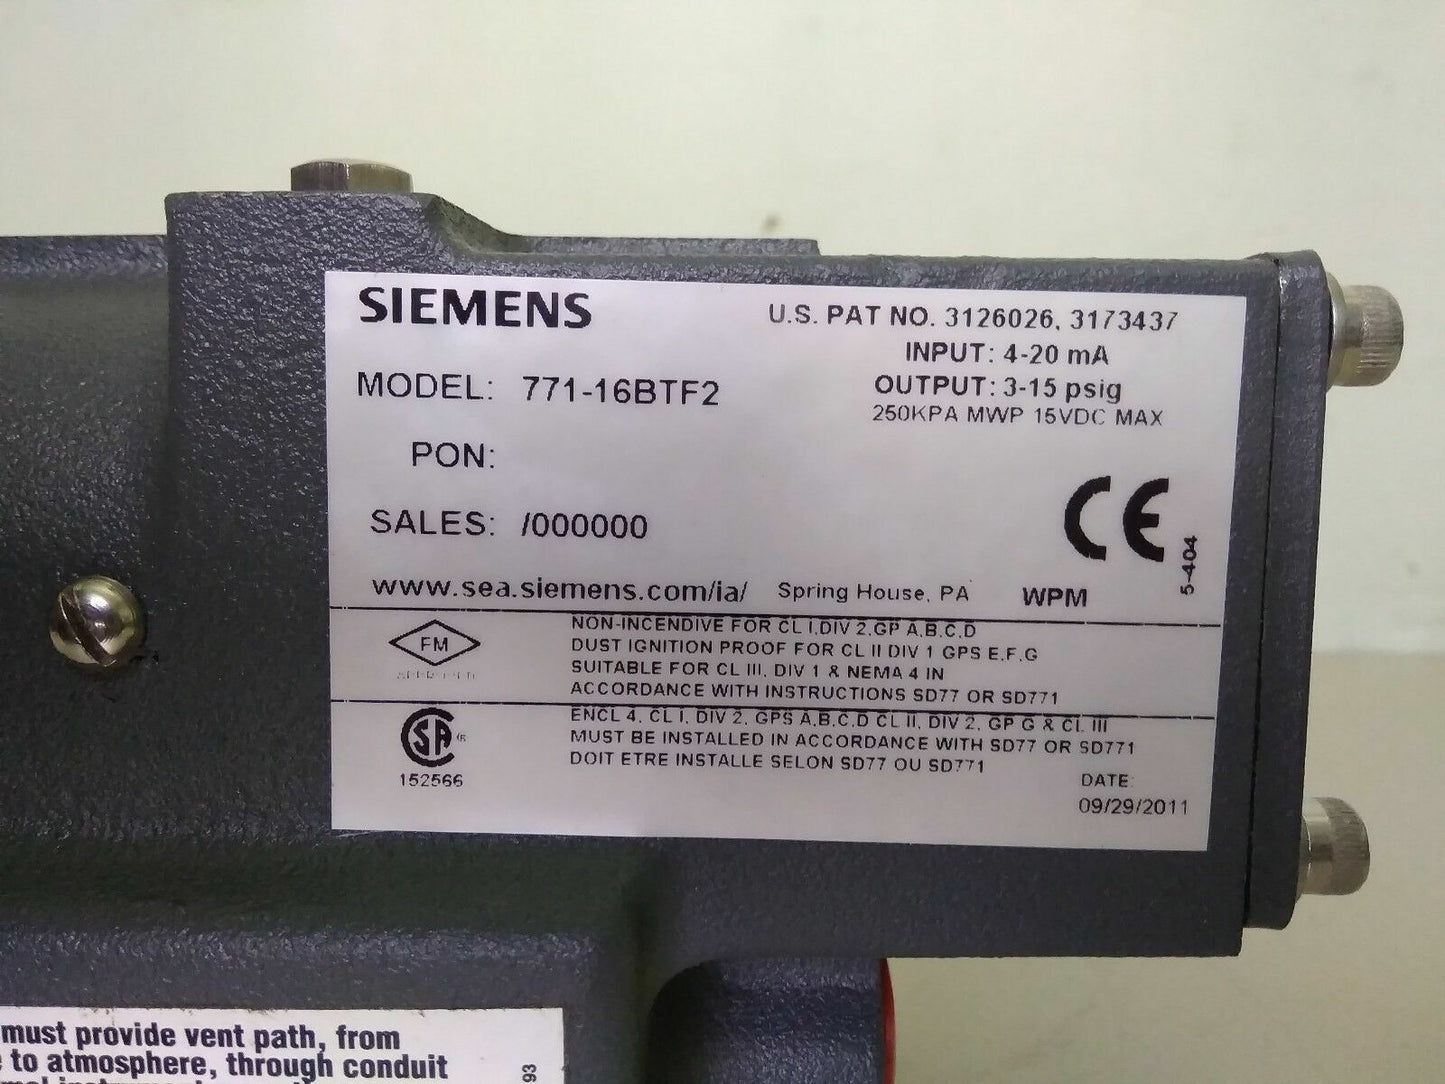 SIEMENS
U.S. PAT NO. 3126026, 3173437
INPUT: 4-20 mA
OUTPUT: 3-15 psig
250KPA MWP 15VDC MAX
MODEL: 771-16BTF2
PON:
SALES: /000000
CE
5-404
www.sea.siemens.com/ia/ Spring House, PA WPM
FM
APPROVED
NON-INCENDIVE FOR CL I,DIV 2,GP A,B,C,D
DUST IGNITION PROOF FOR CL II DIV 1 GPS E,F,G
SUITABLE FOR CL III, DIV 1 & NEMA 4 IN
ACCORDANCE WITH INSTRUCTIONS SD77 OR SD771
SA ®
152566
ENCL 4, CL I, DIV 2, GPS A,B,C,D CL II, DIV 2, GP G & CL III
MUST BE INSTALLED IN ACCORDANCE WITH SD77 OR SD771
DOIT ETRE INSTALLE SELON SD77 OU SD771
DATE:
09/29/2011
must provide vent path, from
to atmosphere, through conduit
93